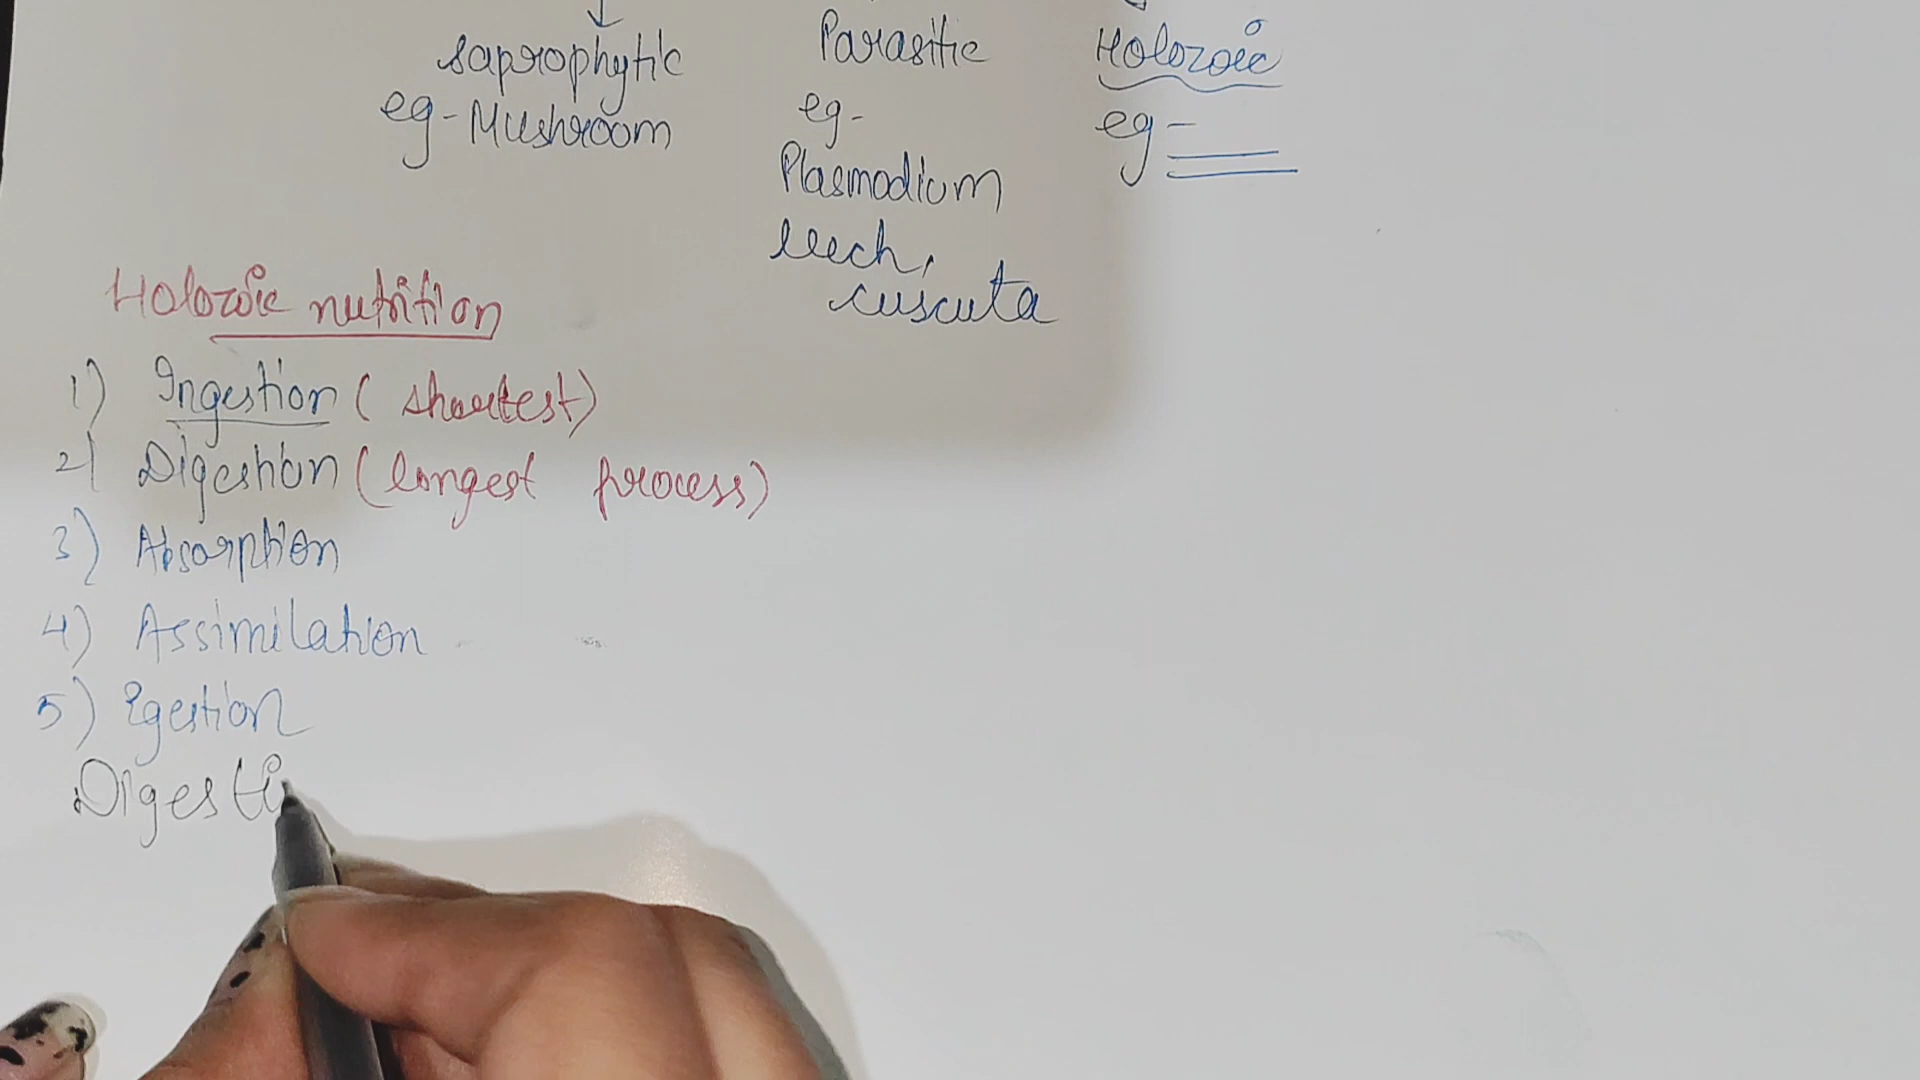 saprophytic
eg- Mushroom
Parasitic
eg-
Plasmodium
leech,
cuscuta
Holozoic
eg-
Holozoic nutrition
1) Ingestion (shortest)
2) Digestion (longest process)
3) Absorption
4) Assimilation
5) Egestion
Digesti